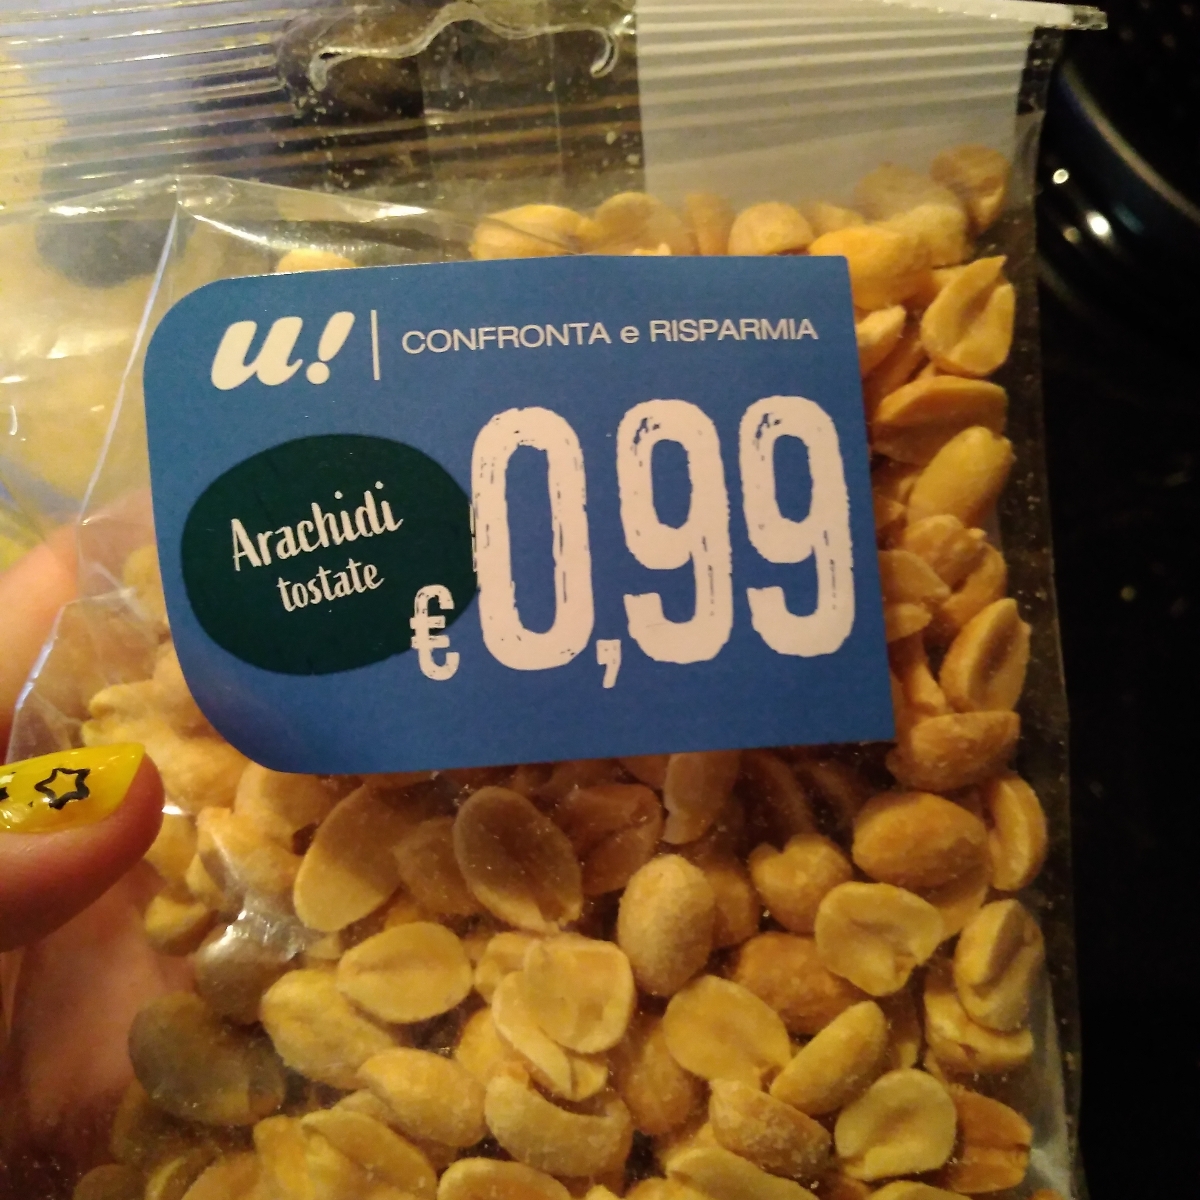 u! | CONFRONTA e RISPARMIA
Arachidi
tostate
€0,99